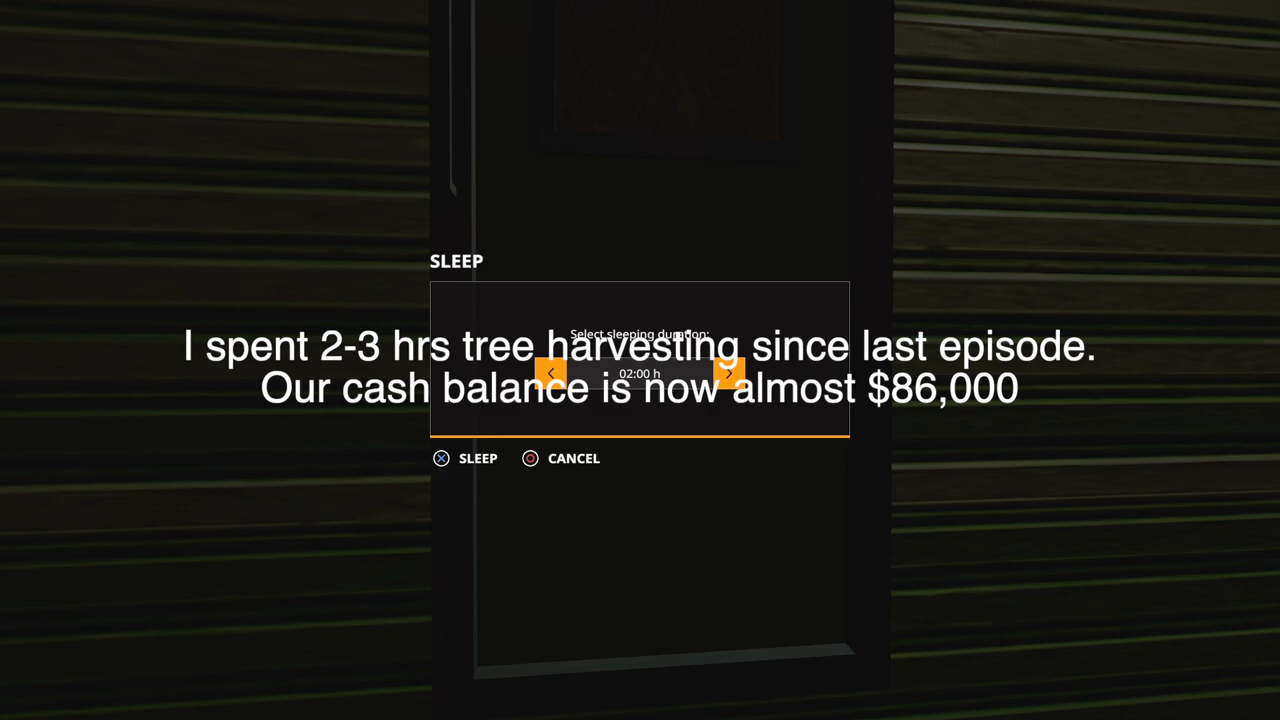 SLEEP
Select sleeping duration:
I spent 2-3 hrs tree harvesting since last episode.
02:00 h
Our cash balance is now almost $86,000
SLEEP CANCEL